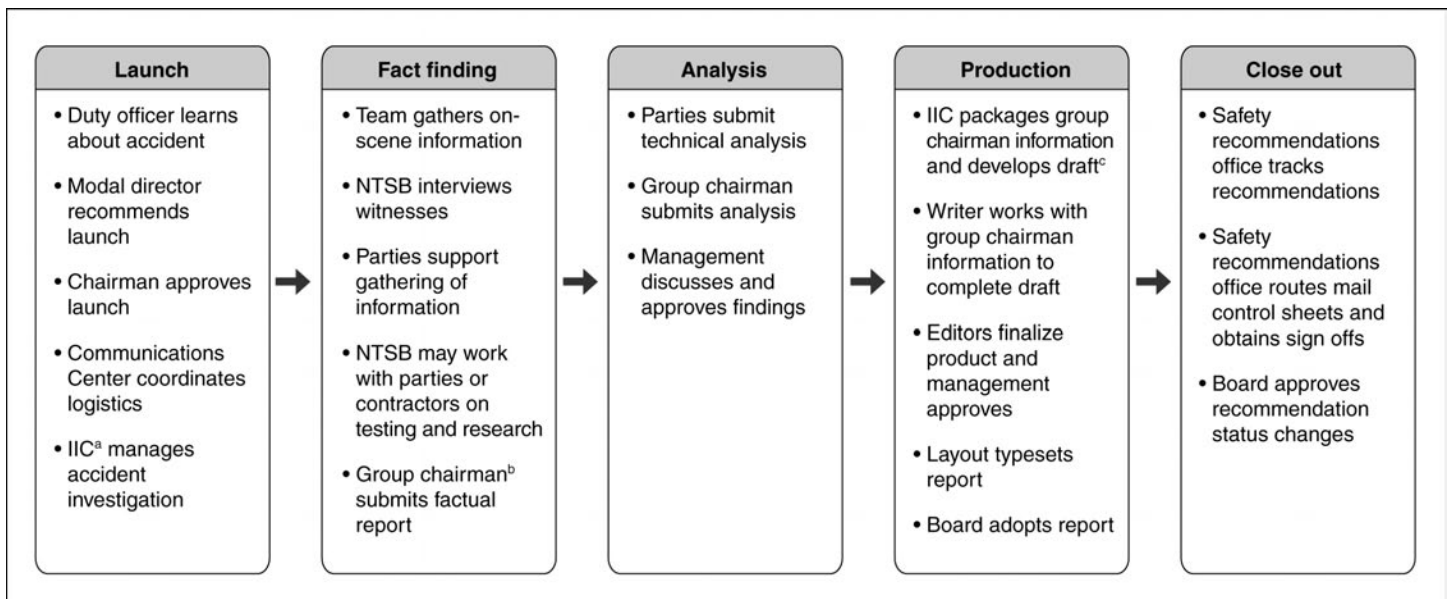 Launch
• Duty officer learns
about accident
• Modal director
recommends
launch
• Chairman approves
launch
• Communications
Center coordinates
logistics
• IICᵃ manages
accident
investigation
Fact finding
• Team gathers on-
scene information
• NTSB interviews
witnesses
• Parties support
gathering of
information
• NTSB may work
with parties or
contractors on
testing and research
• Group chairmanᵇ
submits factual
report
Analysis
• Parties submit
technical analysis
• Group chairman
submits analysis
• Management
discusses and
approves findings
Production
• IIC packages group
chairman information
and develops draftᶜ
• Writer works with
group chairman
information to
complete draft
• Editors finalize
product and
management
approves
• Layout typesets
report
• Board adopts report
Close out
• Safety
recommendations
office tracks
recommendations
• Safety
recommendations
office routes mail
control sheets and
obtains sign offs
• Board approves
recommendation
status changes